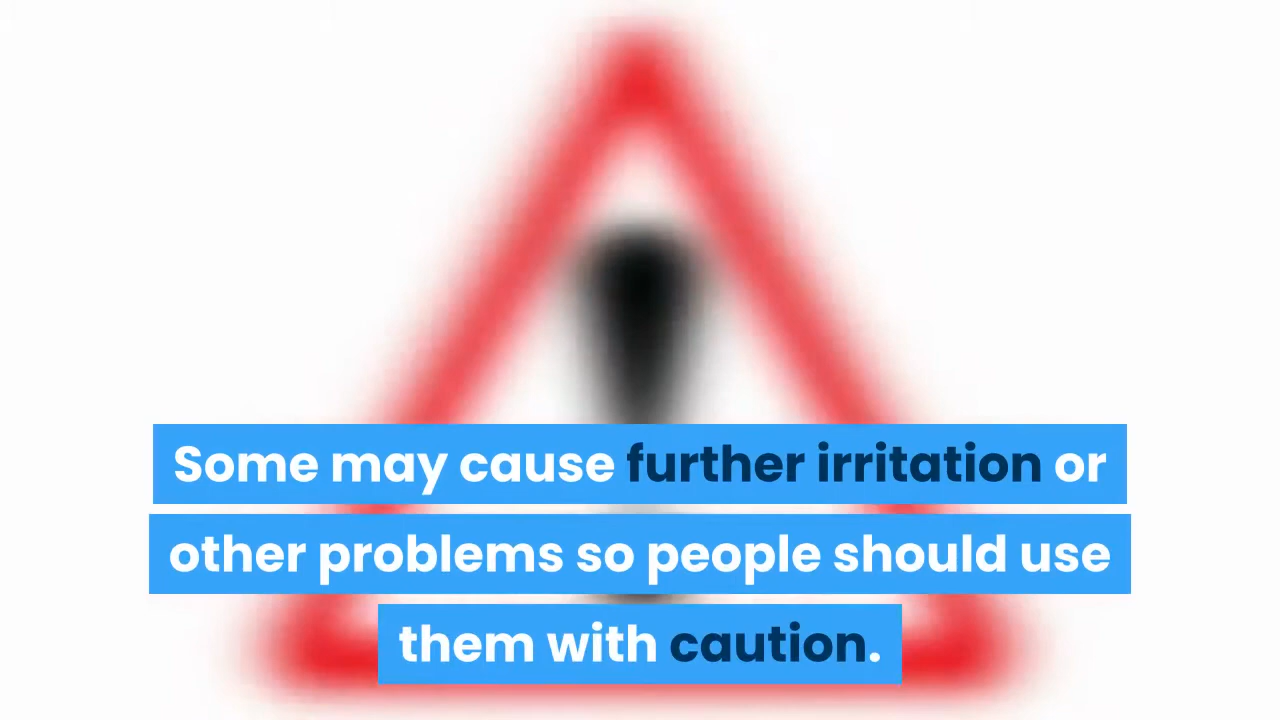 Some may cause further irritation or
other problems so people should use
them with caution.